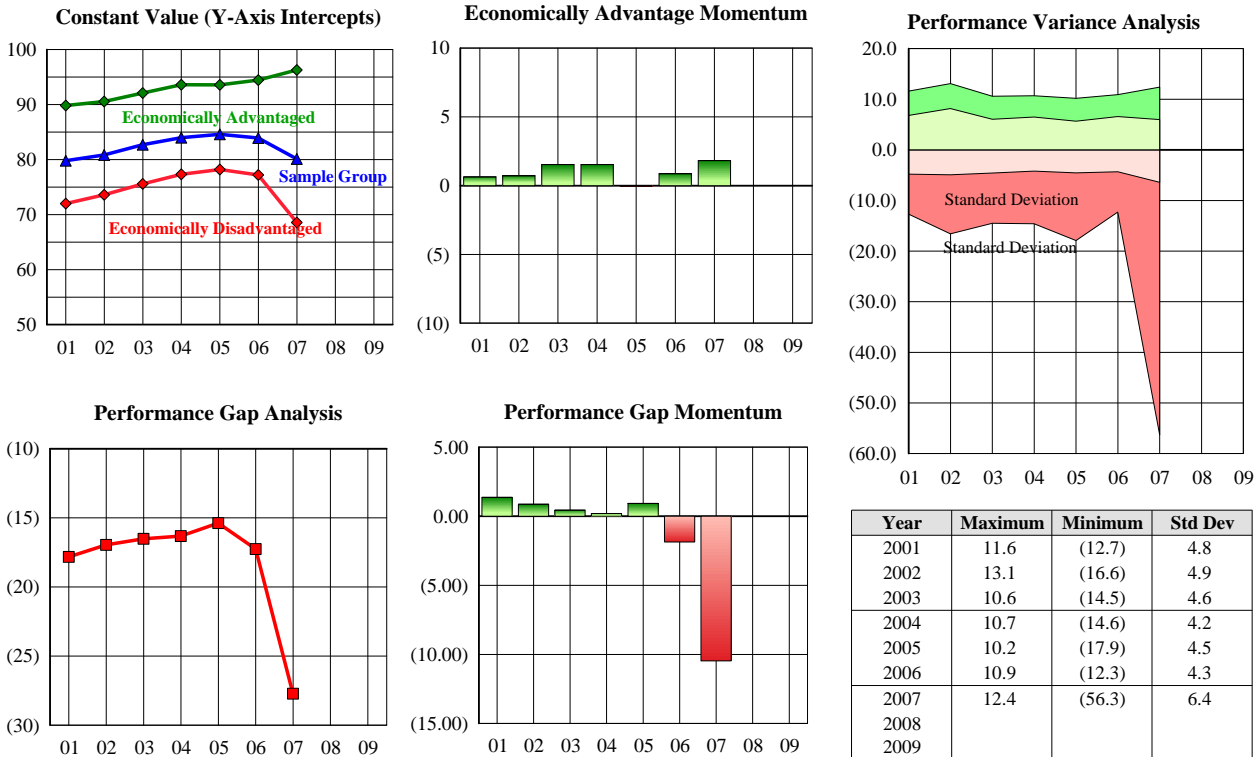 Constant Value (Y-Axis Intercepts)
100
90
80
70
60
50
Economically Advantaged
Sample Group
Economically Disadvantaged
01 02 03 04 05 06 07 08 09
Economically Advantage Momentum
10
5
0
(5)
(10)
01 02 03 04 05 06 07 08 09
Performance Variance Analysis
20.0
10.0
0.0
(10.0)
(20.0)
(30.0)
(40.0)
(50.0)
(60.0)
Standard Deviation
Standard Deviation
01 02 03 04 05 06 07 08 09
Performance Gap Analysis
(10)
(15)
(20)
(25)
(30)
01 02 03 04 05 06 07 08 09
Performance Gap Momentum
5.00
0.00
(5.00)
(10.00)
(15.00)
01 02 03 04 05 06 07 08 09
Year Maximum Minimum Std Dev
2001 11.6 (12.7) 4.8
2002 13.1 (16.6) 4.9
2003 10.6 (14.5) 4.6
2004 10.7 (14.6) 4.2
2005 10.2 (17.9) 4.5
2006 10.9 (12.3) 4.3
2007 12.4 (56.3) 6.4
2008
2009